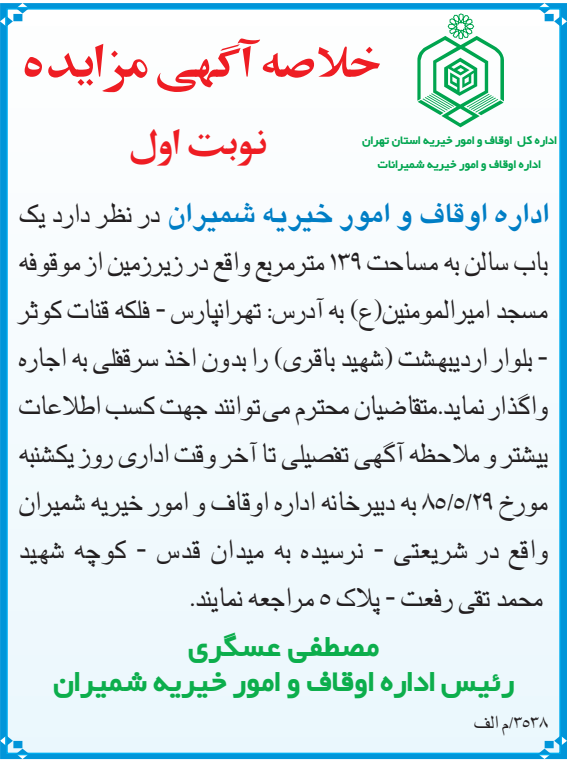 خلاصه آگهی مزایده
نوبت اول
اداره کل اوقاف و امور خیریه استان تهران
اداره اوقاف و امور خیریه شمیرانات
اداره اوقاف و امور خیریه شمیران در نظر دارد یک
باب سالن به مساحت ۱۳۹ مترمربع واقع در زیرزمین از موقوفه
مسجد امیرالمومنین(ع) به آدرس: تهرانپارس - فلکه قنات کوثر
- بلوار اردیبهشت (شهید باقری) را بدون اخذ سرقفلی به اجاره
واگذار نماید.متقاضیان محترم می‌توانند جهت کسب اطلاعات
بیشتر و ملاحظه آگهی تفصیلی تا آخر وقت اداری روز یکشنبه
مورخ ۸۵/۵/۲۹ به دبیرخانه اداره اوقاف و امور خیریه شمیران
واقع در شریعتی - نرسیده به میدان قدس - کوچه شهید
محمد تقی رفعت - پلاک ۵ مراجعه نمایند.
مصطفی عسگری
رئیس اداره اوقاف و امور خیریه شمیران
۳۵۳۸/م الف